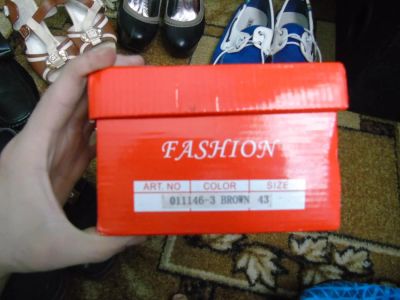 FASHION
ART. NO COLOR SIZE
011146-3 BROWN 43